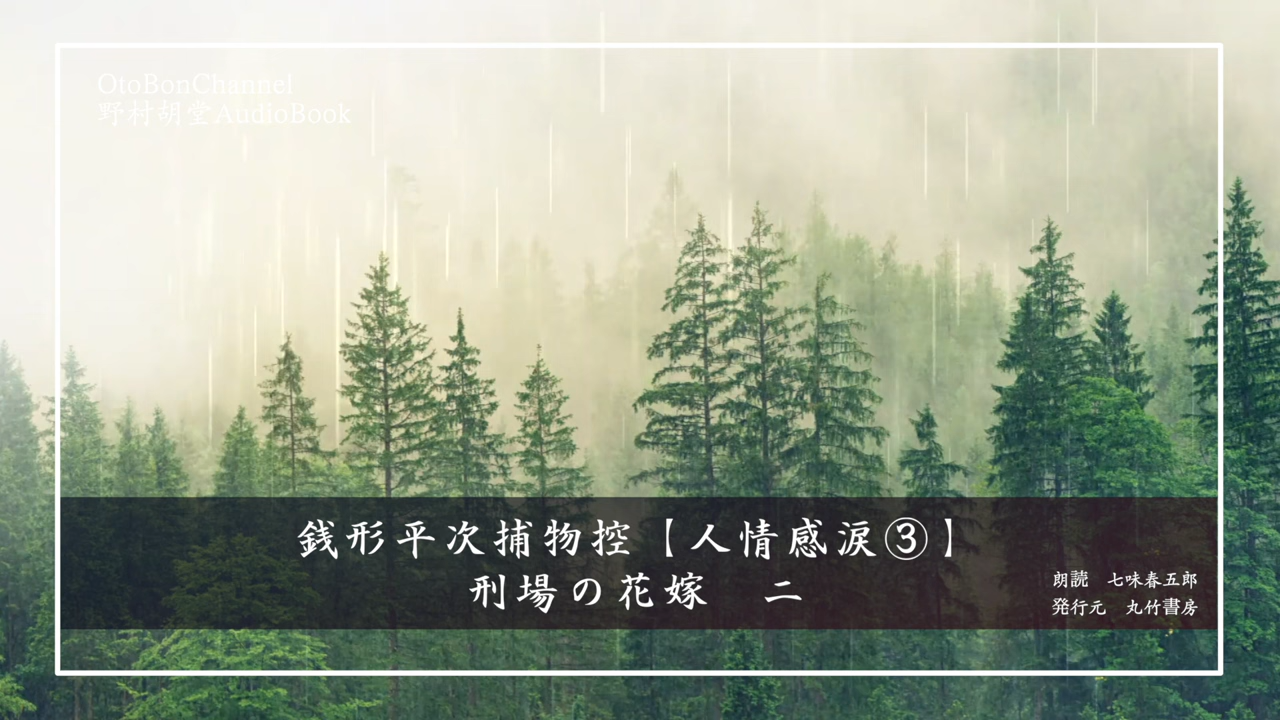 OtoBonChannel
野村胡堂AudioBook
銭形平次捕物控【人情感涙③】
刑場の花嫁　二
朗読　七味春五郎
発行元　丸竹書房